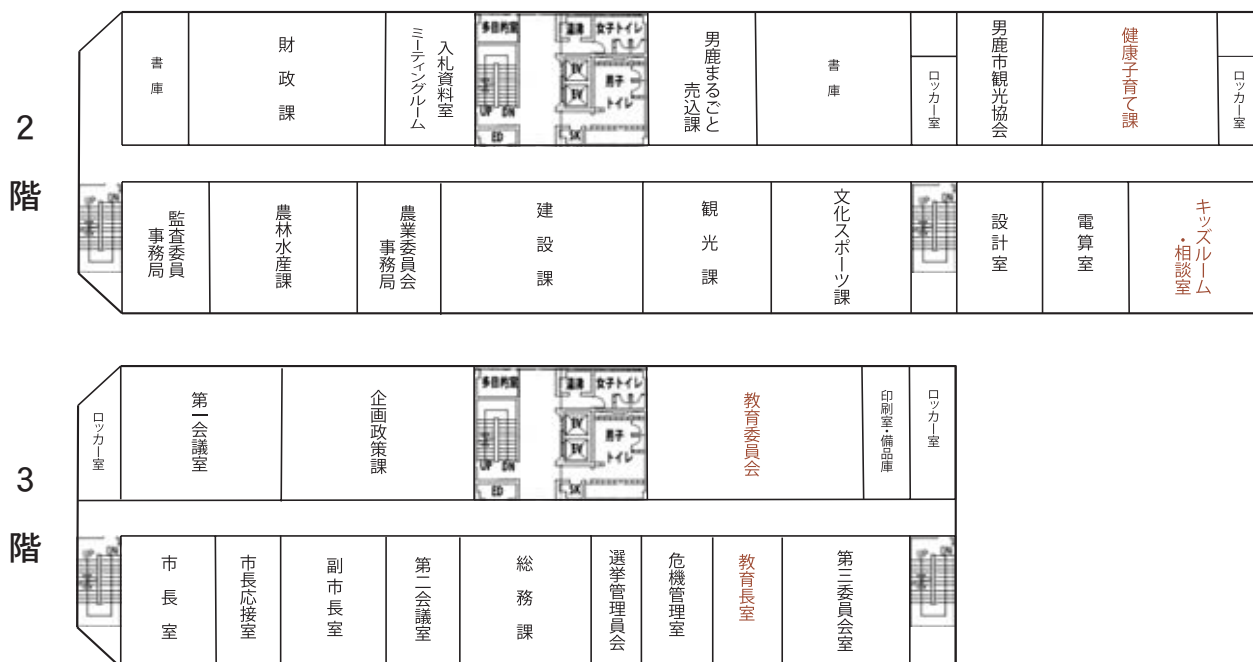 2階
書庫
財政課
入札資料室
ミーティングルーム
多目的室
湯沸
女子トイレ
EV
EV
男子
トイレ
UP DN
ED
SK
男鹿まるごと
売込課
書庫
ロッカー室
男鹿市観光協会
健康子育て課
ロッカー室
監査委員
事務局
農林水産課
農業委員会
事務局
建設課
観光課
文化スポーツ課
設計室
電算室
キッズルーム
・相談室
3階
ロッカー室
第一会議室
企画政策課
多目的室
湯沸
女子トイレ
EV
EV
男子
トイレ
UP DN
ED
SK
教育委員会
印刷室・備品庫
ロッカー室
市長室
市長応接室
副市長室
第二会議室
総務課
選挙管理員会
危機管理室
教育長室
第三委員会室